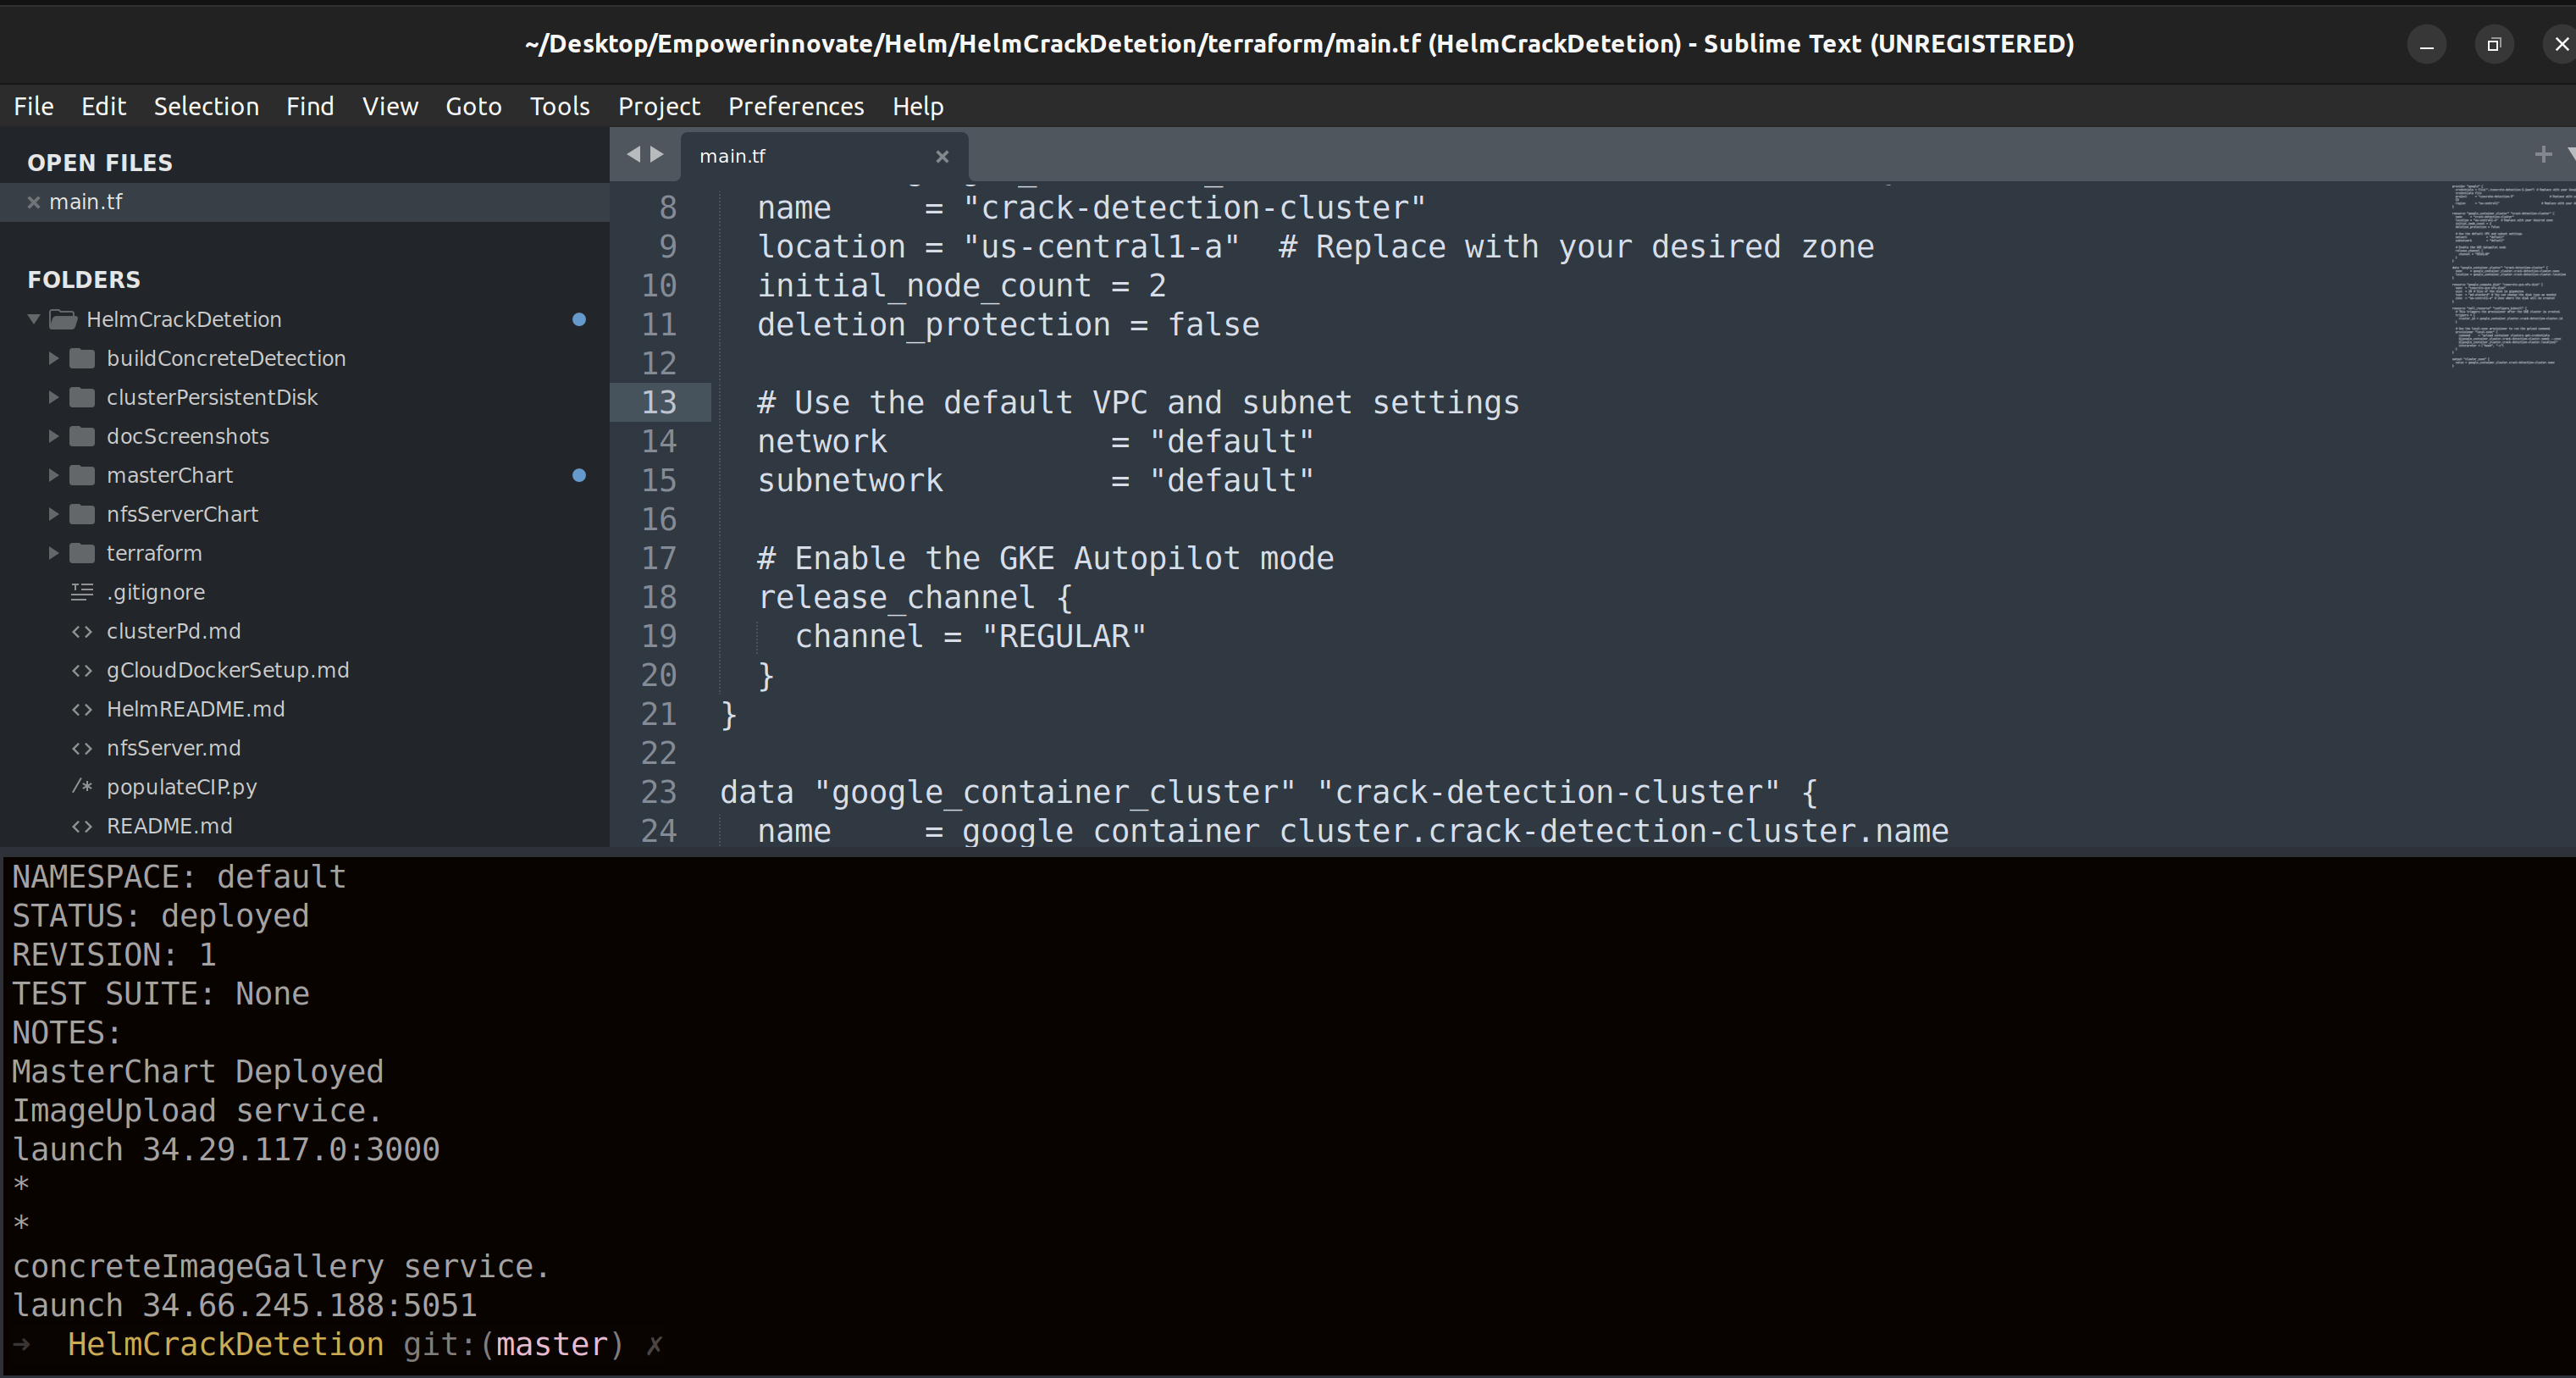 ~/Desktop/Empowerinnovate/Helm/HelmCrackDetetion/terraform/main.tf (HelmCrackDetetion) - Sublime Text (UNREGISTERED)
File Edit Selection Find View Goto Tools Project Preferences Help
OPEN FILES
main.tf
FOLDERS
HelmCrackDetetion
buildConcreteDetection
clusterPersistentDisk
docScreenshots
masterChart
nfsServerChart
terraform
.gitignore
clusterPd.md
gCloudDockerSetup.md
HelmREADME.md
nfsServer.md
populateCIP.py
README.md
main.tf
8 name = "crack-detection-cluster"
9 location = "us-central1-a" # Replace with your desired zone
10 initial_node_count = 2
11 deletion_protection = false
12
13 # Use the default VPC and subnet settings
14 network = "default"
15 subnetwork = "default"
16
17 # Enable the GKE Autopilot mode
18 release_channel {
19 channel = "REGULAR"
20 }
21 }
22
23 data "google_container_cluster" "crack-detection-cluster" {
24 name = google_container_cluster.crack-detection-cluster.name
NAMESPACE: default
STATUS: deployed
REVISION: 1
TEST SUITE: None
NOTES:
MasterChart Deployed
ImageUpload service.
launch 34.29.117.0:3000
*
*
concreteImageGallery service.
launch 34.66.245.188:5051
➜ HelmCrackDetetion git:(master) ✗